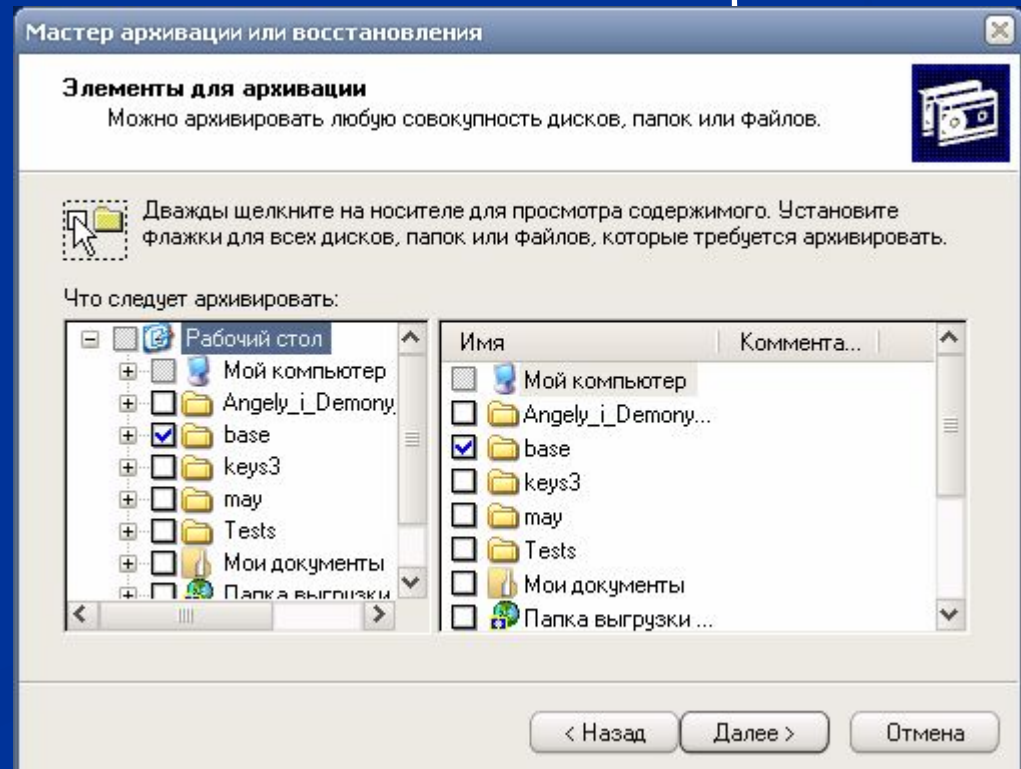 Мастер архивации или восстановления
Элементы для архивации
Можно архивировать любую совокупность дисков, папок или файлов.
Дважды щелкните на носителе для просмотра содержимого. Установите
флажки для всех дисков, папок или файлов, которые требуется архивировать.
Что следует архивировать:
Рабочий стол
Мой компьютер
Angely_i_Demony
base
keys3
may
Tests
Мои документы
Папка выгрузки
Имя Коммента...
Мой компьютер
Angely_i_Demony...
base
keys3
may
Tests
Мои документы
Папка выгрузки ...
< Назад Далее > Отмена